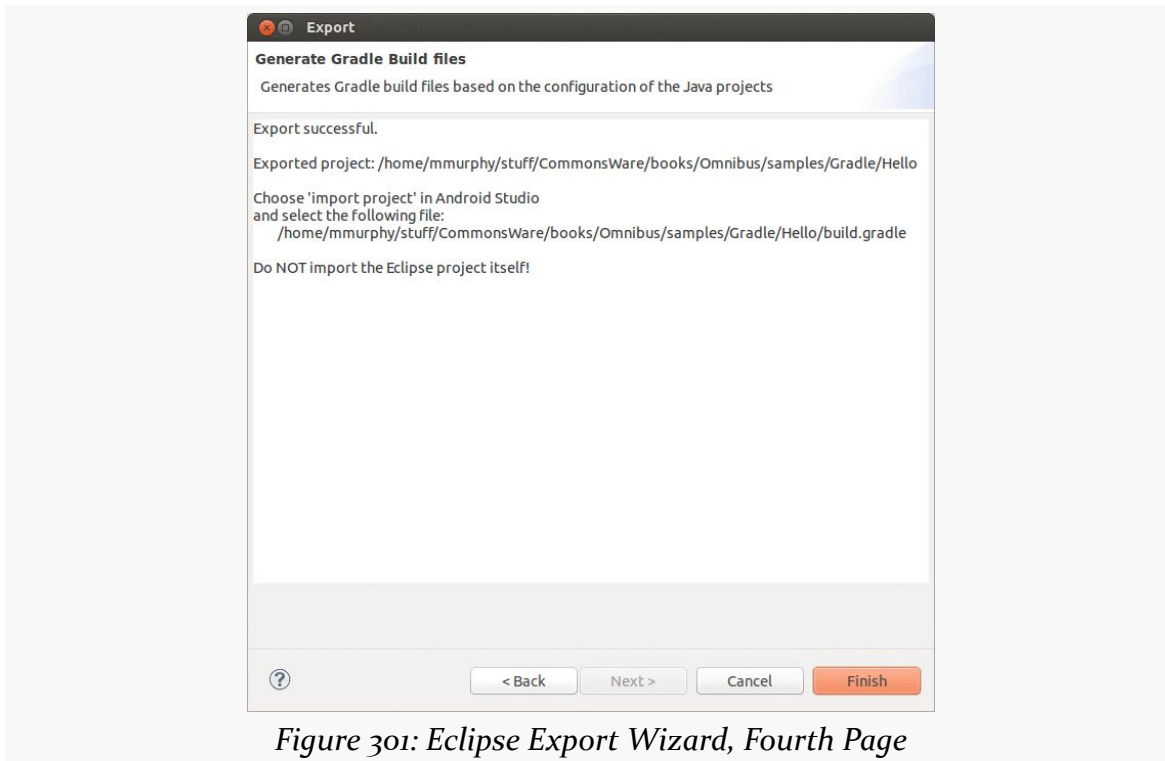 Export
Generate Gradle Build files
Generates Gradle build files based on the configuration of the Java projects
Export successful.
Exported project: /home/mmurphy/stuff/CommonsWare/books/Omnibus/samples/Gradle/Hello
Choose 'import project' in Android Studio
and select the following file:
/home/mmurphy/stuff/CommonsWare/books/Omnibus/samples/Gradle/Hello/build.gradle
Do NOT import the Eclipse project itself!
?
< Back Next > Cancel Finish
Figure 301: Eclipse Export Wizard, Fourth Page